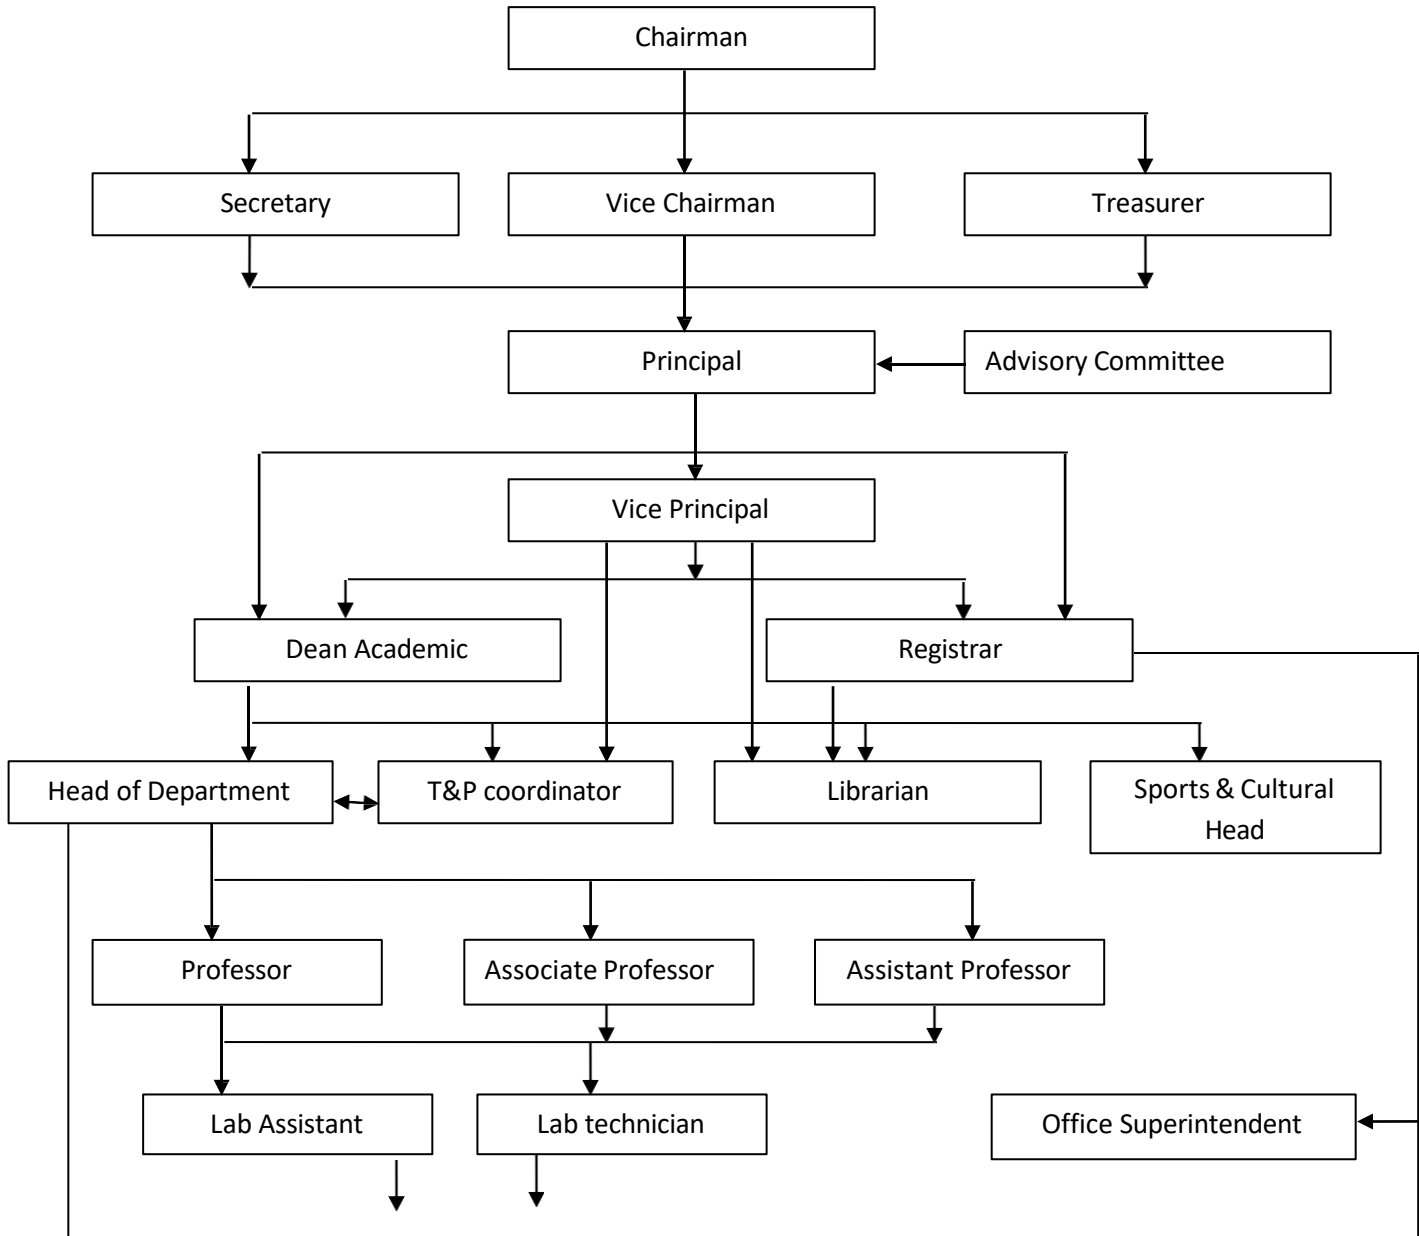 Chairman
Secretary
Vice Chairman
Treasurer
Principal
Advisory Committee
Vice Principal
Dean Academic
Registrar
Head of Department
T&P coordinator
Librarian
Sports & Cultural
Head
Professor
Associate Professor
Assistant Professor
Lab Assistant
Lab technician
Office Superintendent